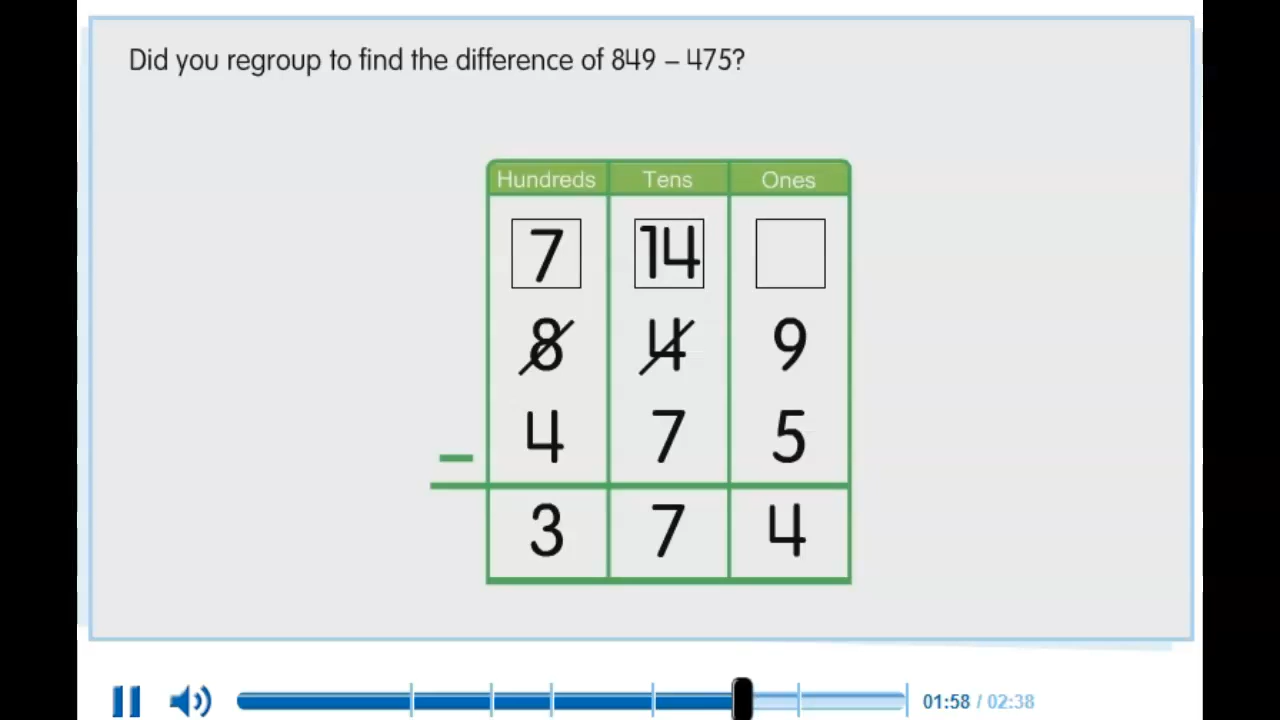 Did you regroup to find the difference of 849 – 475?
Hundreds Tens Ones
7 14
8 4 9
– 4 7 5
3 7 4
01:58 / 02:38